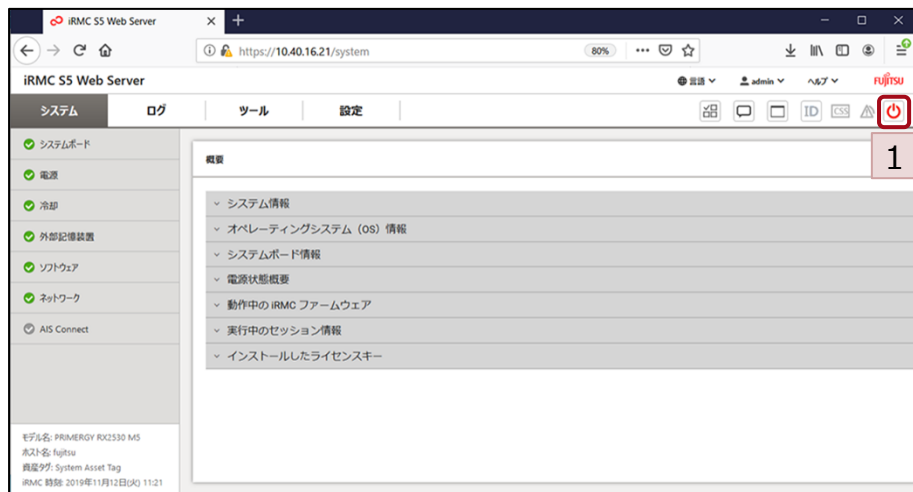 iRMC S5 Web Server
https://10.40.16.21/system
80%
iRMC S5 Web Server
言語
admin
ヘルプ
FUJITSU
システム
ログ
ツール
設定
ID
CSS
1
システムボード
電源
冷却
外部記憶装置
ソフトウェア
ネットワーク
AIS Connect
概要
システム情報
オペレーティングシステム（OS）情報
システムボード情報
電源状態概要
動作中の iRMC ファームウェア
実行中のセッション情報
インストールしたライセンスキー
モデル名: PRIMERGY RX2530 M5
ホスト名: fujitsu
資産タグ: System Asset Tag
iRMC 時刻: 2019年11月12日(火) 11:21